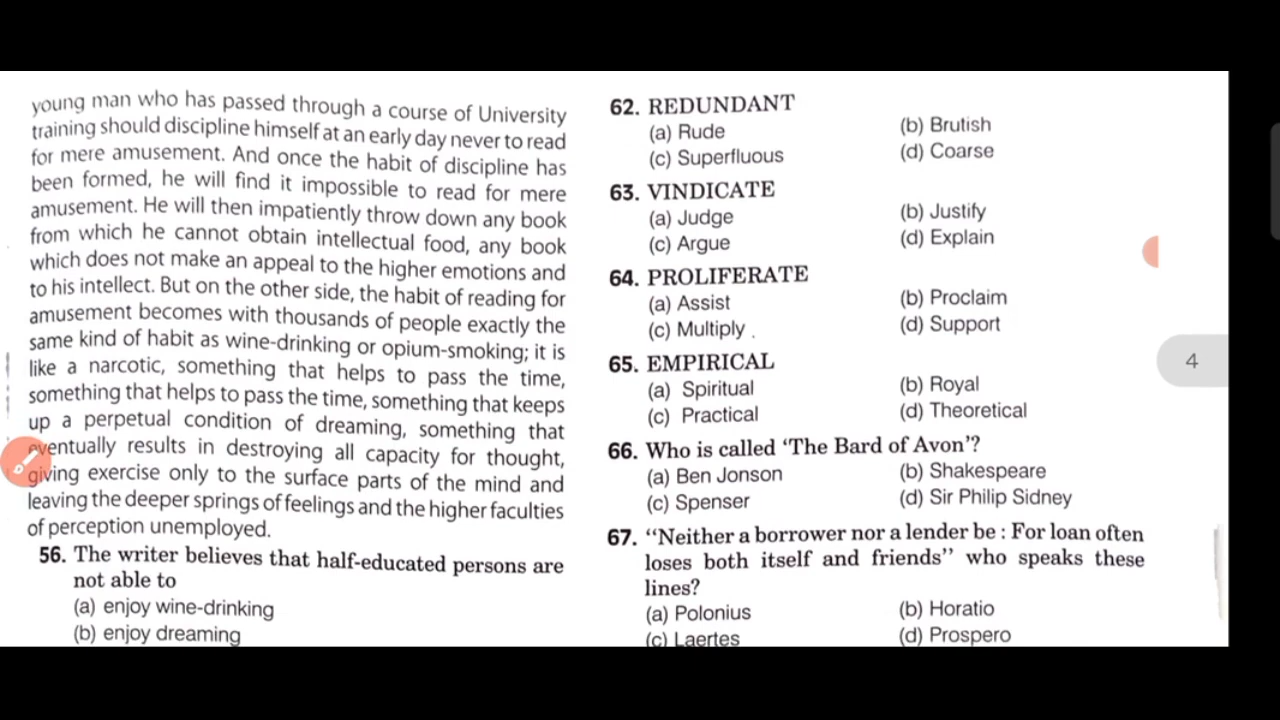 young man who has passed through a course of University
training should discipline himself at an early day never to read
for mere amusement. And once the habit of discipline has
been formed, he will find it impossible to read for mere
amusement. He will then impatiently throw down any book
from which he cannot obtain intellectual food, any book
which does not make an appeal to the higher emotions and
to his intellect. But on the other side, the habit of reading for
amusement becomes with thousands of people exactly the
same kind of habit as wine-drinking or opium-smoking; it is
like a narcotic, something that helps to pass the time,
something that helps to pass the time, something that keeps
up a perpetual condition of dreaming, something that
eventually results in destroying all capacity for thought,
giving exercise only to the surface parts of the mind and
leaving the deeper springs of feelings and the higher faculties
of perception unemployed.
56. The writer believes that half-educated persons are
not able to
(a) enjoy wine-drinking
(b) enjoy dreaming
62. REDUNDANT
(a) Rude (b) Brutish
(c) Superfluous (d) Coarse
63. VINDICATE
(a) Judge (b) Justify
(c) Argue (d) Explain
64. PROLIFERATE
(a) Assist (b) Proclaim
(c) Multiply . (d) Support
65. EMPIRICAL
(a) Spiritual (b) Royal
(c) Practical (d) Theoretical
66. Who is called ‘The Bard of Avon’?
(a) Ben Jonson (b) Shakespeare
(c) Spenser (d) Sir Philip Sidney
67. “Neither a borrower nor a lender be : For loan often
loses both itself and friends” who speaks these
lines?
(a) Polonius (b) Horatio
(c) Laertes (d) Prospero
4